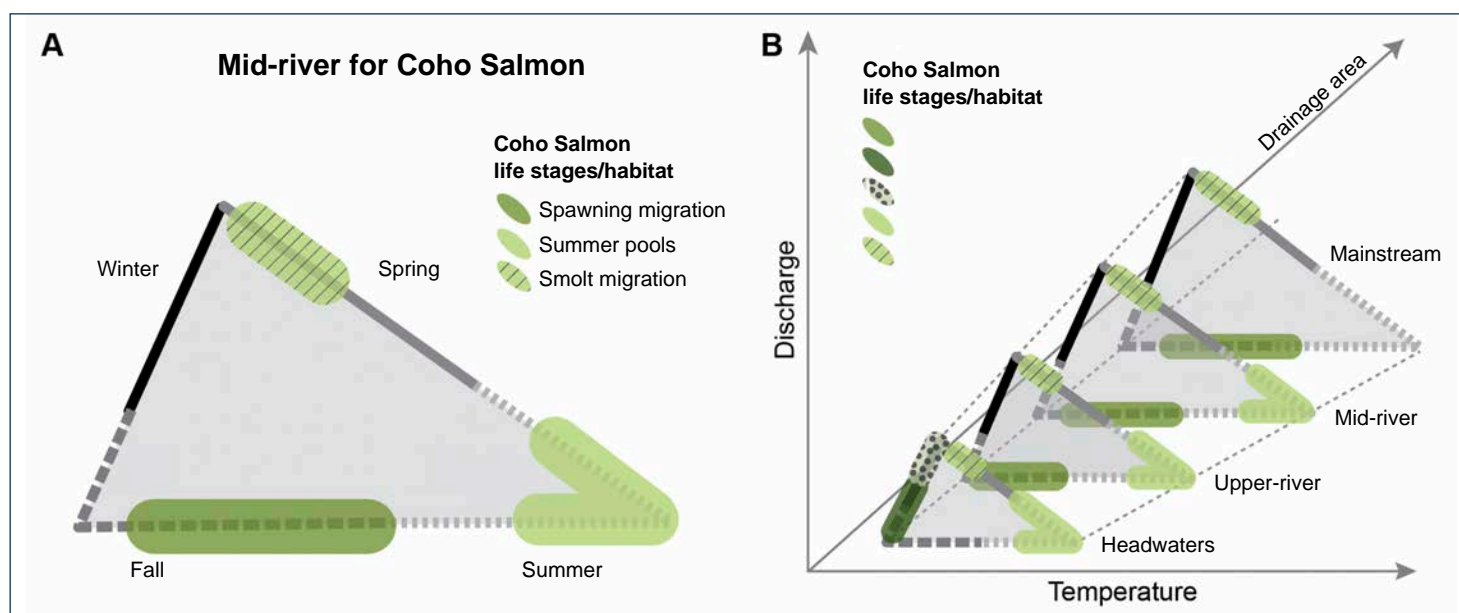 A
Mid-river for Coho Salmon
Coho Salmon
life stages/habitat
Spawning migration
Summer pools
Smolt migration
Winter
Spring
Fall
Summer
B
Coho Salmon
life stages/habitat
Drainage area
Discharge
Mainstream
Mid-river
Upper-river
Headwaters
Temperature